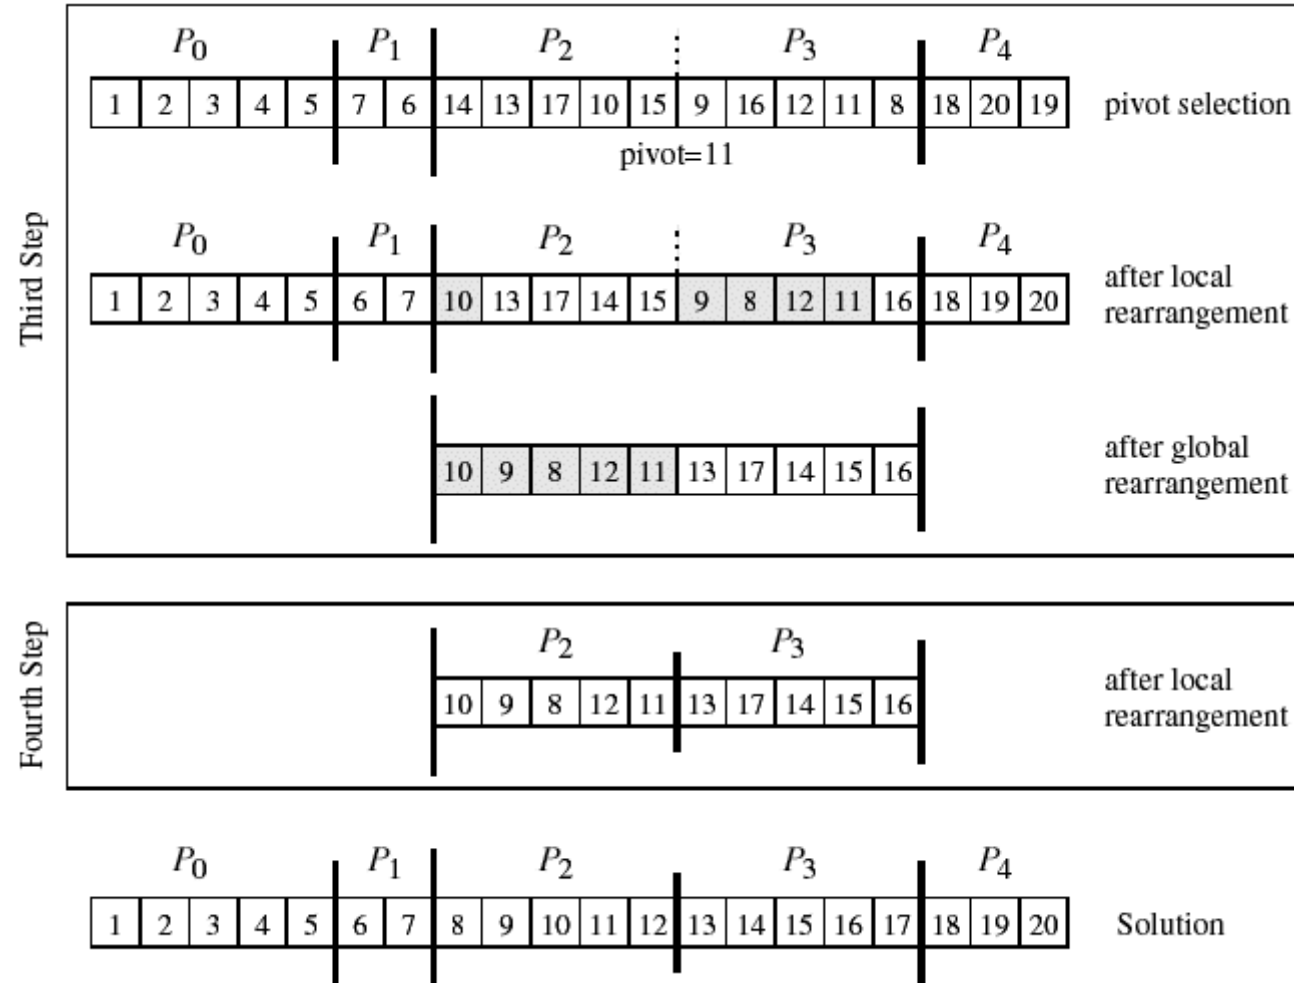 Third Step
P0 P1 P2 P3 P4
1 2 3 4 5 7 6 14 13 17 10 15 9 16 12 11 8 18 20 19 pivot selection
pivot=11
P0 P1 P2 P3 P4
1 2 3 4 5 6 7 10 13 17 14 15 9 8 12 11 16 18 19 20 after local
rearrangement
10 9 8 12 11 13 17 14 15 16 after global
rearrangement
Fourth Step
P2 P3
10 9 8 12 11 13 17 14 15 16 after local
rearrangement
P0 P1 P2 P3 P4
1 2 3 4 5 6 7 8 9 10 11 12 13 14 15 16 17 18 19 20 Solution